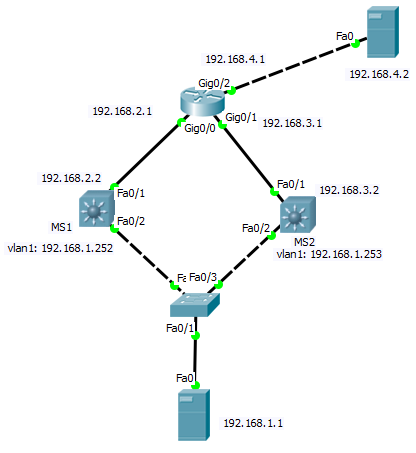 Fa0
192.168.4.1
192.168.4.2
Gig0/2
192.168.2.1
Gig0/1
192.168.3.1
Gig0/0
192.168.2.2
Fa0/1
Fa0/1
192.168.3.2
MS1
Fa0/2
Fa0/2
MS2
vlan1: 192.168.1.252
vlan1: 192.168.1.253
Fa0/3
Fa0/1
Fa0
192.168.1.1